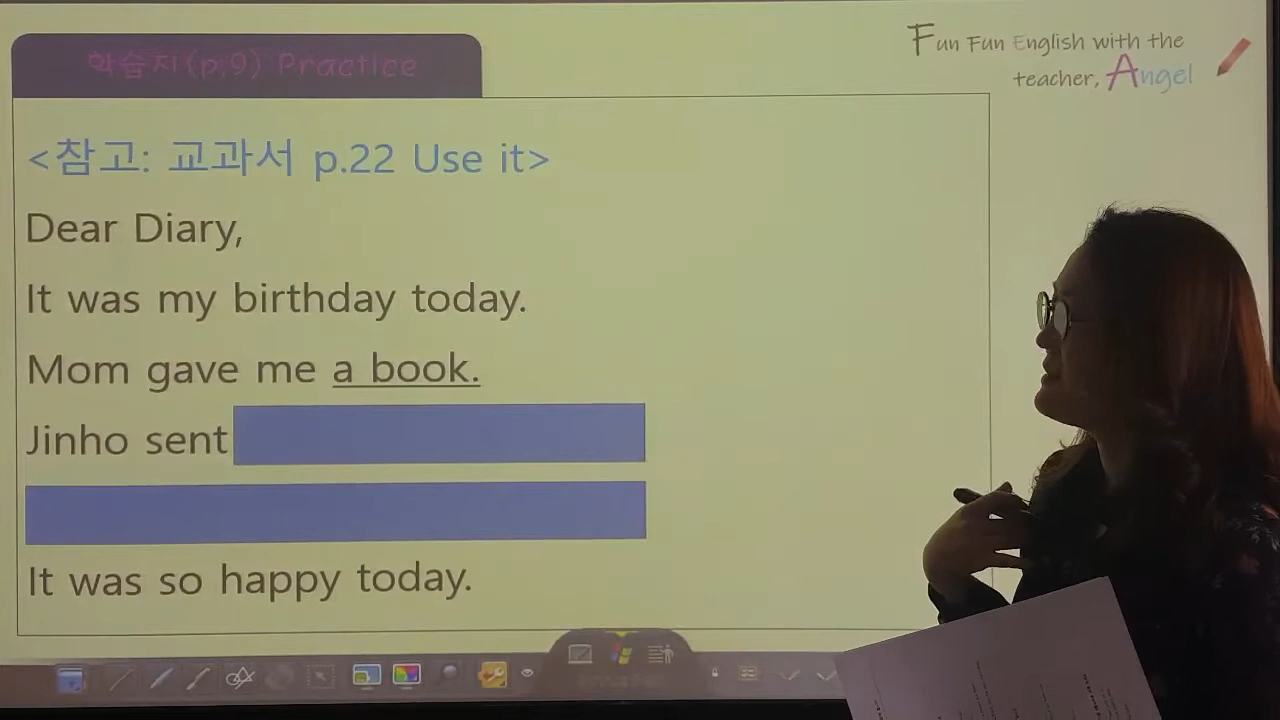 학습지(p.9) Practice
Fun Fun English with the
teacher, Angel
<참고: 교과서 p.22 Use it>
Dear Diary,
It was my birthday today.
Mom gave me a book.
Jinho sent
It was so happy today.